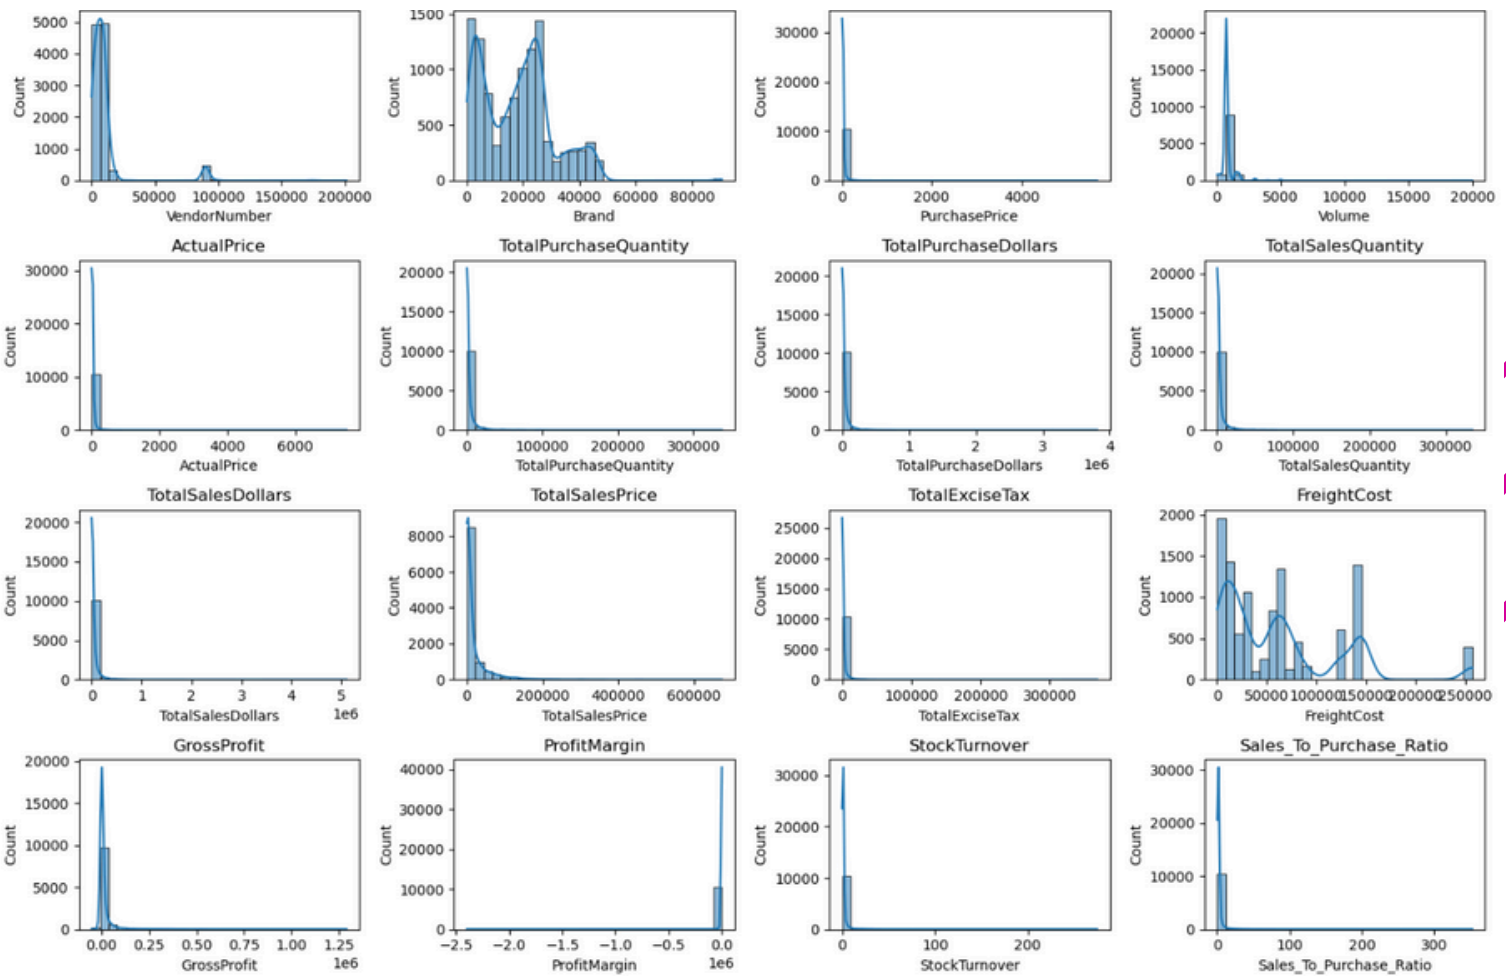 5000
4000
3000
2000
1000
0
Count
0 50000 100000 150000 200000
VendorNumber
1500
1000
500
0
Count
0 20000 40000 60000 80000
Brand
30000
20000
10000
0
Count
0 2000 4000
PurchasePrice
20000
15000
10000
5000
0
Count
0 5000 10000 15000 20000
Volume
ActualPrice
30000
20000
10000
0
Count
0 2000 4000 6000
ActualPrice
TotalPurchaseQuantity
20000
15000
10000
5000
0
Count
0 100000 200000 300000
TotalPurchaseQuantity
TotalPurchaseDollars
20000
15000
10000
5000
0
Count
0 1 2 3 4
TotalPurchaseDollars 1e6
TotalSalesQuantity
20000
15000
10000
5000
0
Count
0 100000 200000 300000
TotalSalesQuantity
TotalSalesDollars
20000
15000
10000
5000
0
Count
0 1 2 3 4 5
TotalSalesDollars 1e6
TotalSalesPrice
8000
6000
4000
2000
0
Count
0 200000 400000 600000
TotalSalesPrice
TotalExciseTax
25000
20000
15000
10000
5000
0
Count
0 100000 200000 300000
TotalExciseTax
FreightCost
2000
1500
1000
500
0
Count
0 50000 100000 150000 200000 250000
FreightCost
GrossProfit
20000
15000
10000
5000
0
Count
0.00 0.25 0.50 0.75 1.00 1.25
GrossProfit 1e6
ProfitMargin
40000
30000
20000
10000
0
Count
−2.5 −2.0 −1.5 −1.0 −0.5 0.0
ProfitMargin 1e6
StockTurnover
30000
20000
10000
0
Count
0 100 200
StockTurnover
Sales_To_Purchase_Ratio
30000
20000
10000
0
Count
0 100 200 300
Sales_To_Purchase_Ratio